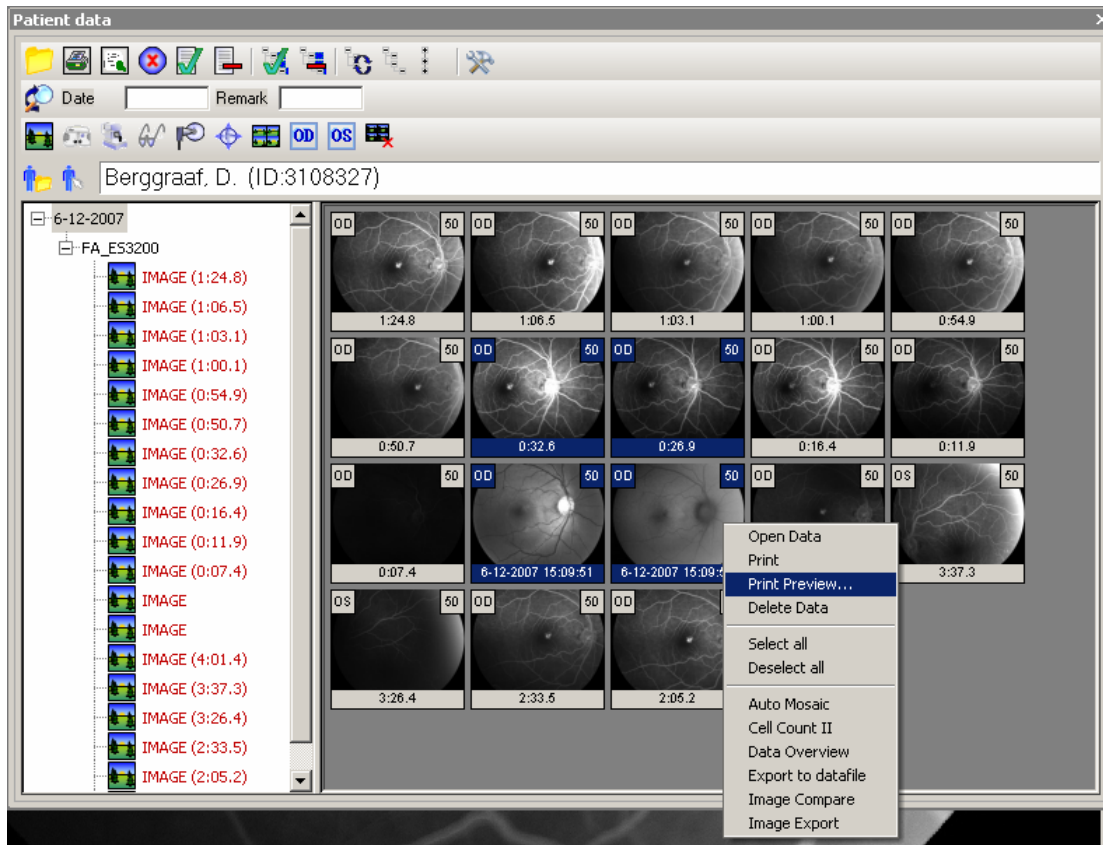 Patient data
Date Remark
OD OS
Berggraaf, D. (ID:3108327)
6-12-2007
FA_ES3200
IMAGE (1:24.8)
IMAGE (1:06.5)
IMAGE (1:03.1)
IMAGE (1:00.1)
IMAGE (0:54.9)
IMAGE (0:50.7)
IMAGE (0:32.6)
IMAGE (0:26.9)
IMAGE (0:16.4)
IMAGE (0:11.9)
IMAGE (0:07.4)
IMAGE
IMAGE
IMAGE (4:01.4)
IMAGE (3:37.3)
IMAGE (3:26.4)
IMAGE (2:33.5)
IMAGE (2:05.2)
OD 50 OD 50 OD 50 OD 50 OD 50
1:24.8 1:06.5 1:03.1 1:00.1 0:54.9
OD 50 OD 50 OD 50 OD 50 OD 50
0:50.7 0:32.6 0:26.9 0:16.4 0:11.9
OD 50 OD 50 OD 50 OD 50 OS 50
0:07.4 6-12-2007 15:09:51 6-12-2007 3:37.3
OS 50 OD 50 OD
3:26.4 2:33.5 2:05.2
Open Data
Print
Print Preview...
Delete Data
Select all
Deselect all
Auto Mosaic
Cell Count II
Data Overview
Export to datafile
Image Compare
Image Export